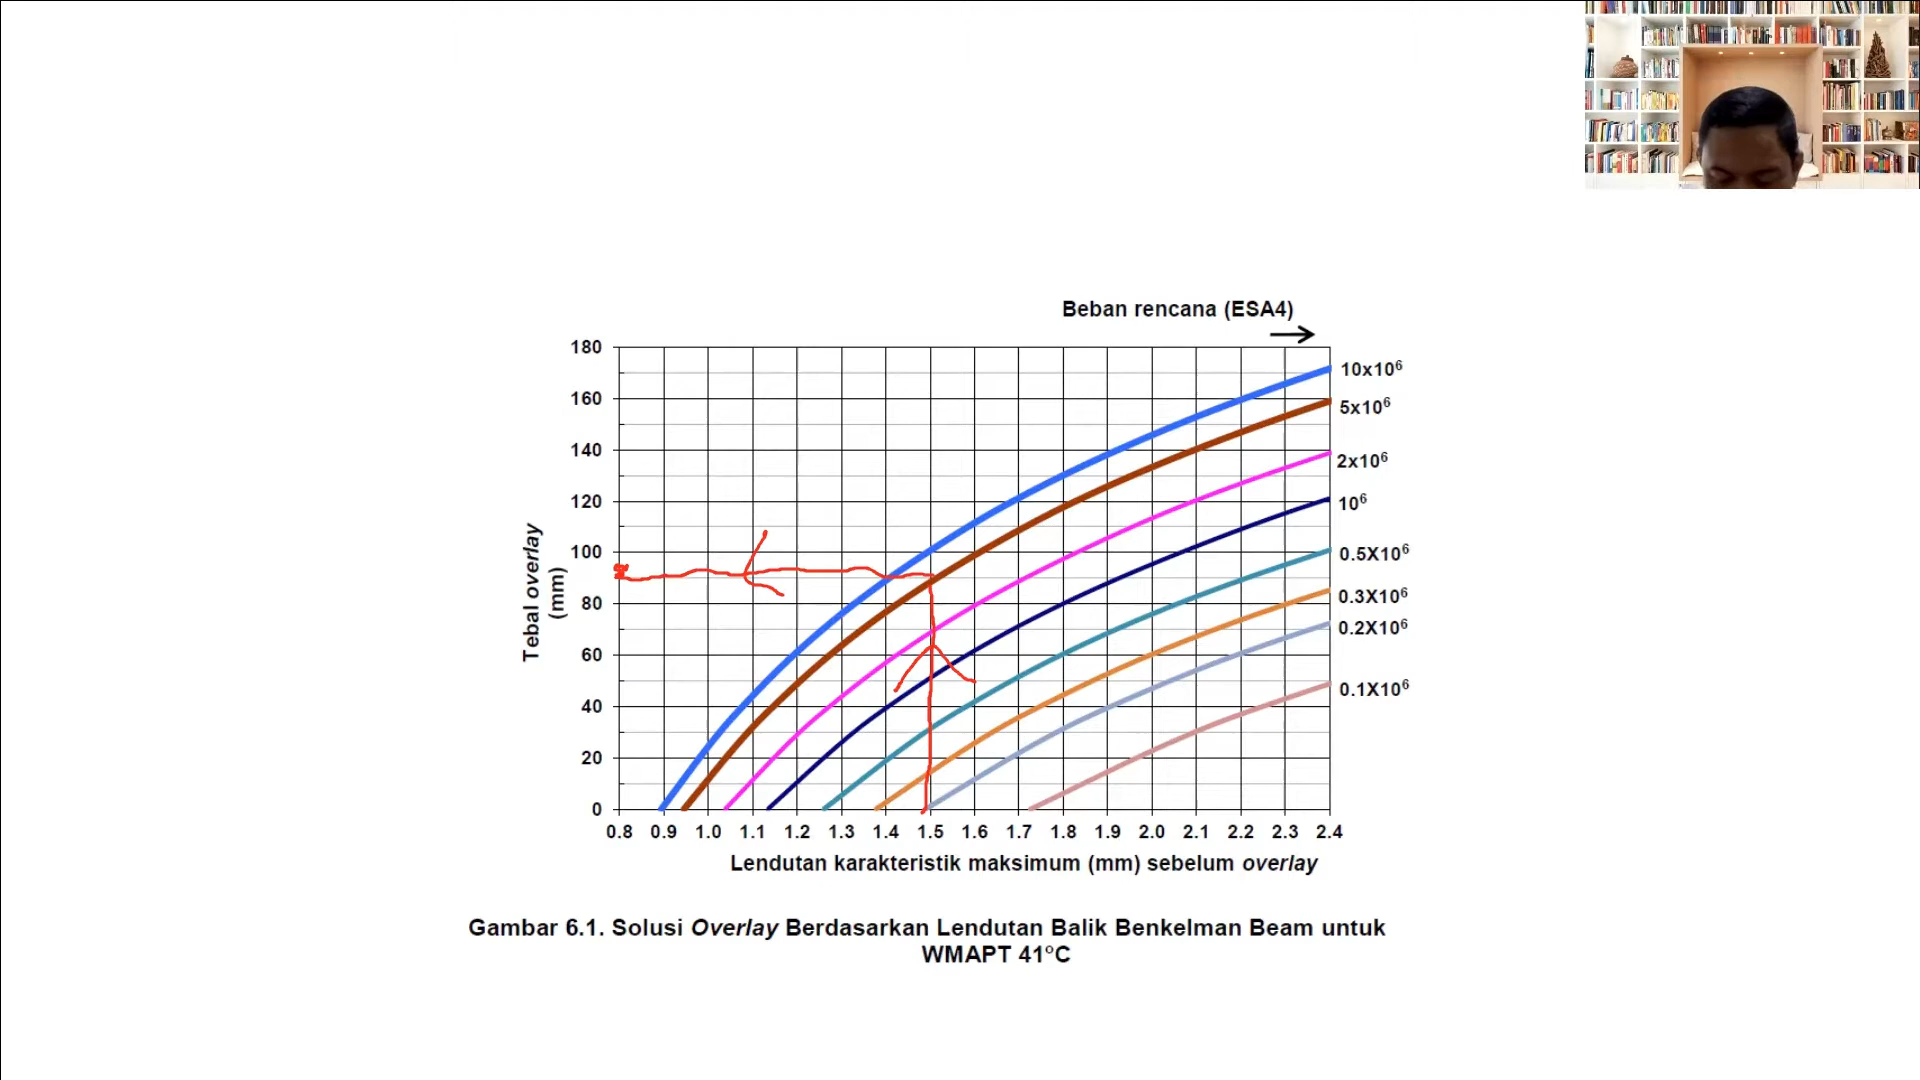 Beban rencana (ESA4)
180
160
140
120
100
80
60
40
20
0
Tebal overlay
(mm)
10x10⁶
5x10⁶
2x10⁶
10⁶
0.5X10⁶
0.3X10⁶
0.2X10⁶
0.1X10⁶
0.8 0.9 1.0 1.1 1.2 1.3 1.4 1.5 1.6 1.7 1.8 1.9 2.0 2.1 2.2 2.3 2.4
Lendutan karakteristik maksimum (mm) sebelum overlay
Gambar 6.1. Solusi Overlay Berdasarkan Lendutan Balik Benkelman Beam untuk
WMAPT 41°C